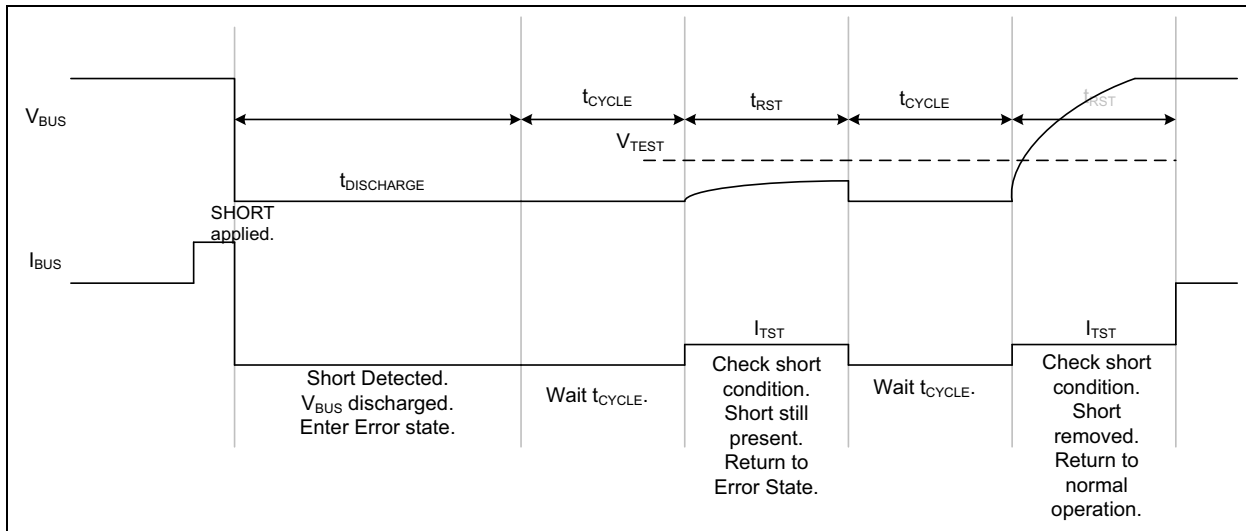 tCYCLE
tRST
tCYCLE
tRST
VBUS
VTEST
tDISCHARGE
SHORT
applied.
IBUS
ITST
ITST
Short Detected.
VBUS discharged.
Enter Error state.
Wait tCYCLE.
Check short
condition.
Short still
present.
Return to
Error State.
Wait tCYCLE.
Check short
condition.
Short
removed.
Return to
normal
operation.